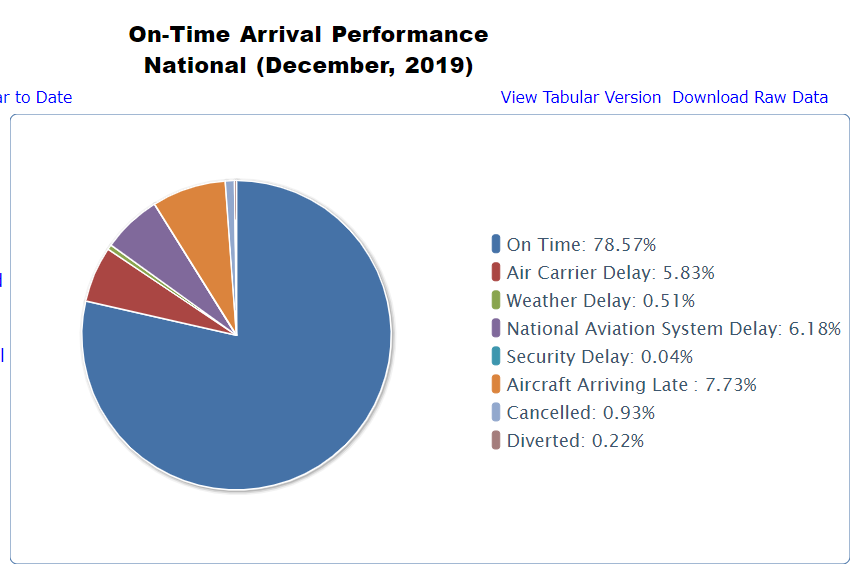 On-Time Arrival Performance
National (December, 2019)
to Date
View Tabular Version Download Raw Data
On Time: 78.57%
Air Carrier Delay: 5.83%
Weather Delay: 0.51%
National Aviation System Delay: 6.18%
Security Delay: 0.04%
Aircraft Arriving Late : 7.73%
Cancelled: 0.93%
Diverted: 0.22%